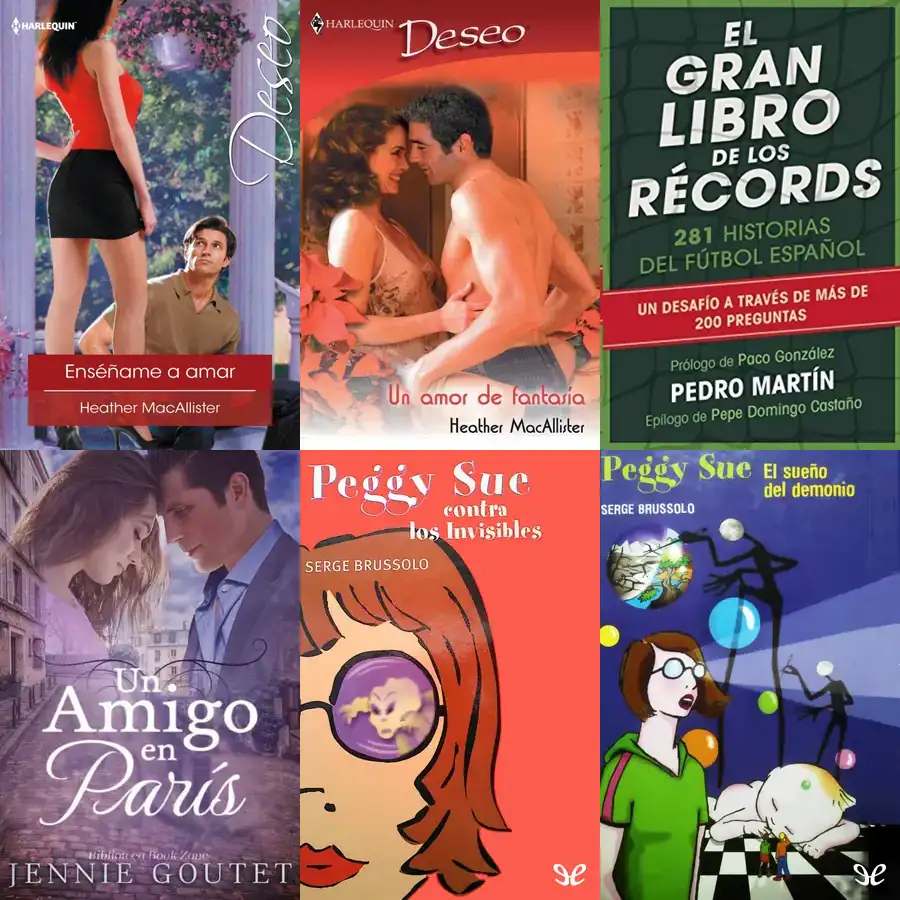 HARLEQUIN
Deseo
Enséñame a amar
Heather MacAllister
HARLEQUIN
Deseo
Un amor de fantasía
Heather MacAllister
EL
GRAN
LIBRO
DE LOS
RÉCORDS
281 HISTORIAS
DEL FÚTBOL ESPAÑOL
UN DESAFÍO A TRAVÉS DE MÁS DE
200 PREGUNTAS
Prólogo de Paco González
PEDRO MARTÍN
Epílogo de Pepe Domingo Castaño
Un
Amigo
en
París
Biblioteca Book Zone
JENNIE GOUTET
Peggy Sue
contra
los Invisibles
SERGE BRUSSOLO
Peggy Sue
El sueño
del demonio
SERGE BRUSSOLO